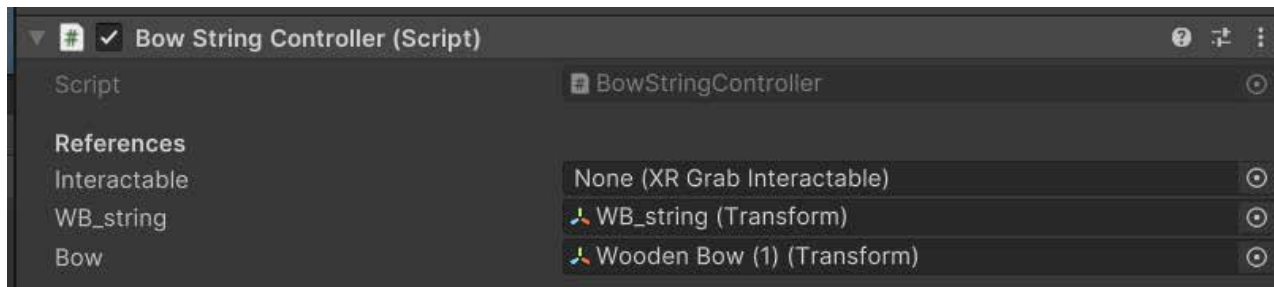 Bow String Controller (Script)
Script BowStringController
References
Interactable None (XR Grab Interactable)
WB_string WB_string (Transform)
Bow Wooden Bow (1) (Transform)